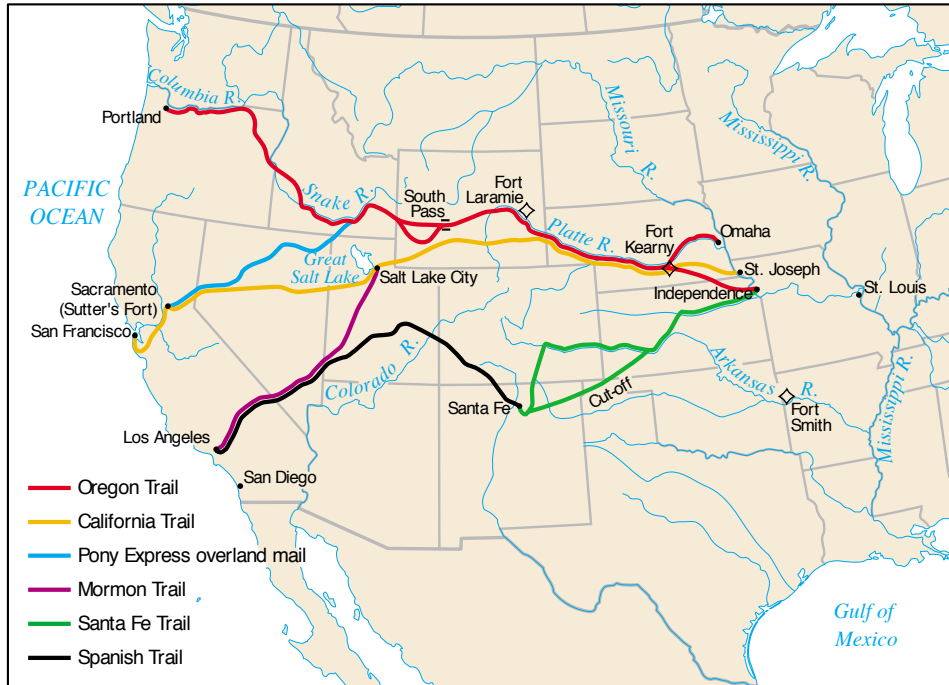 Columbia R.
Portland
PACIFIC
OCEAN
Snake R.
South
Pass
Fort
Laramie
Missouri
R.
Mississippi
R.
Platte R.
Fort
Kearny
Omaha
Great
Salt Lake
Salt Lake City
St. Joseph
Independence
St. Louis
Sacramento
(Sutter's Fort)
San Francisco
Colorado R.
Arkansas R.
Mississippi R.
Cut-off
Santa Fe
Fort
Smith
Los Angeles
San Diego
Oregon Trail
California Trail
Pony Express overland mail
Mormon Trail
Santa Fe Trail
Spanish Trail
Gulf of
Mexico